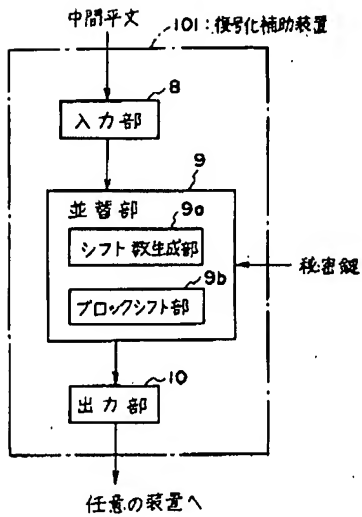 中間平文
101:復号化補助装置
8
入力部
9
並替部
9a
シフト数生成部
9b
ブロックシフト部
秘密鍵
10
出力部
任意の装置へ